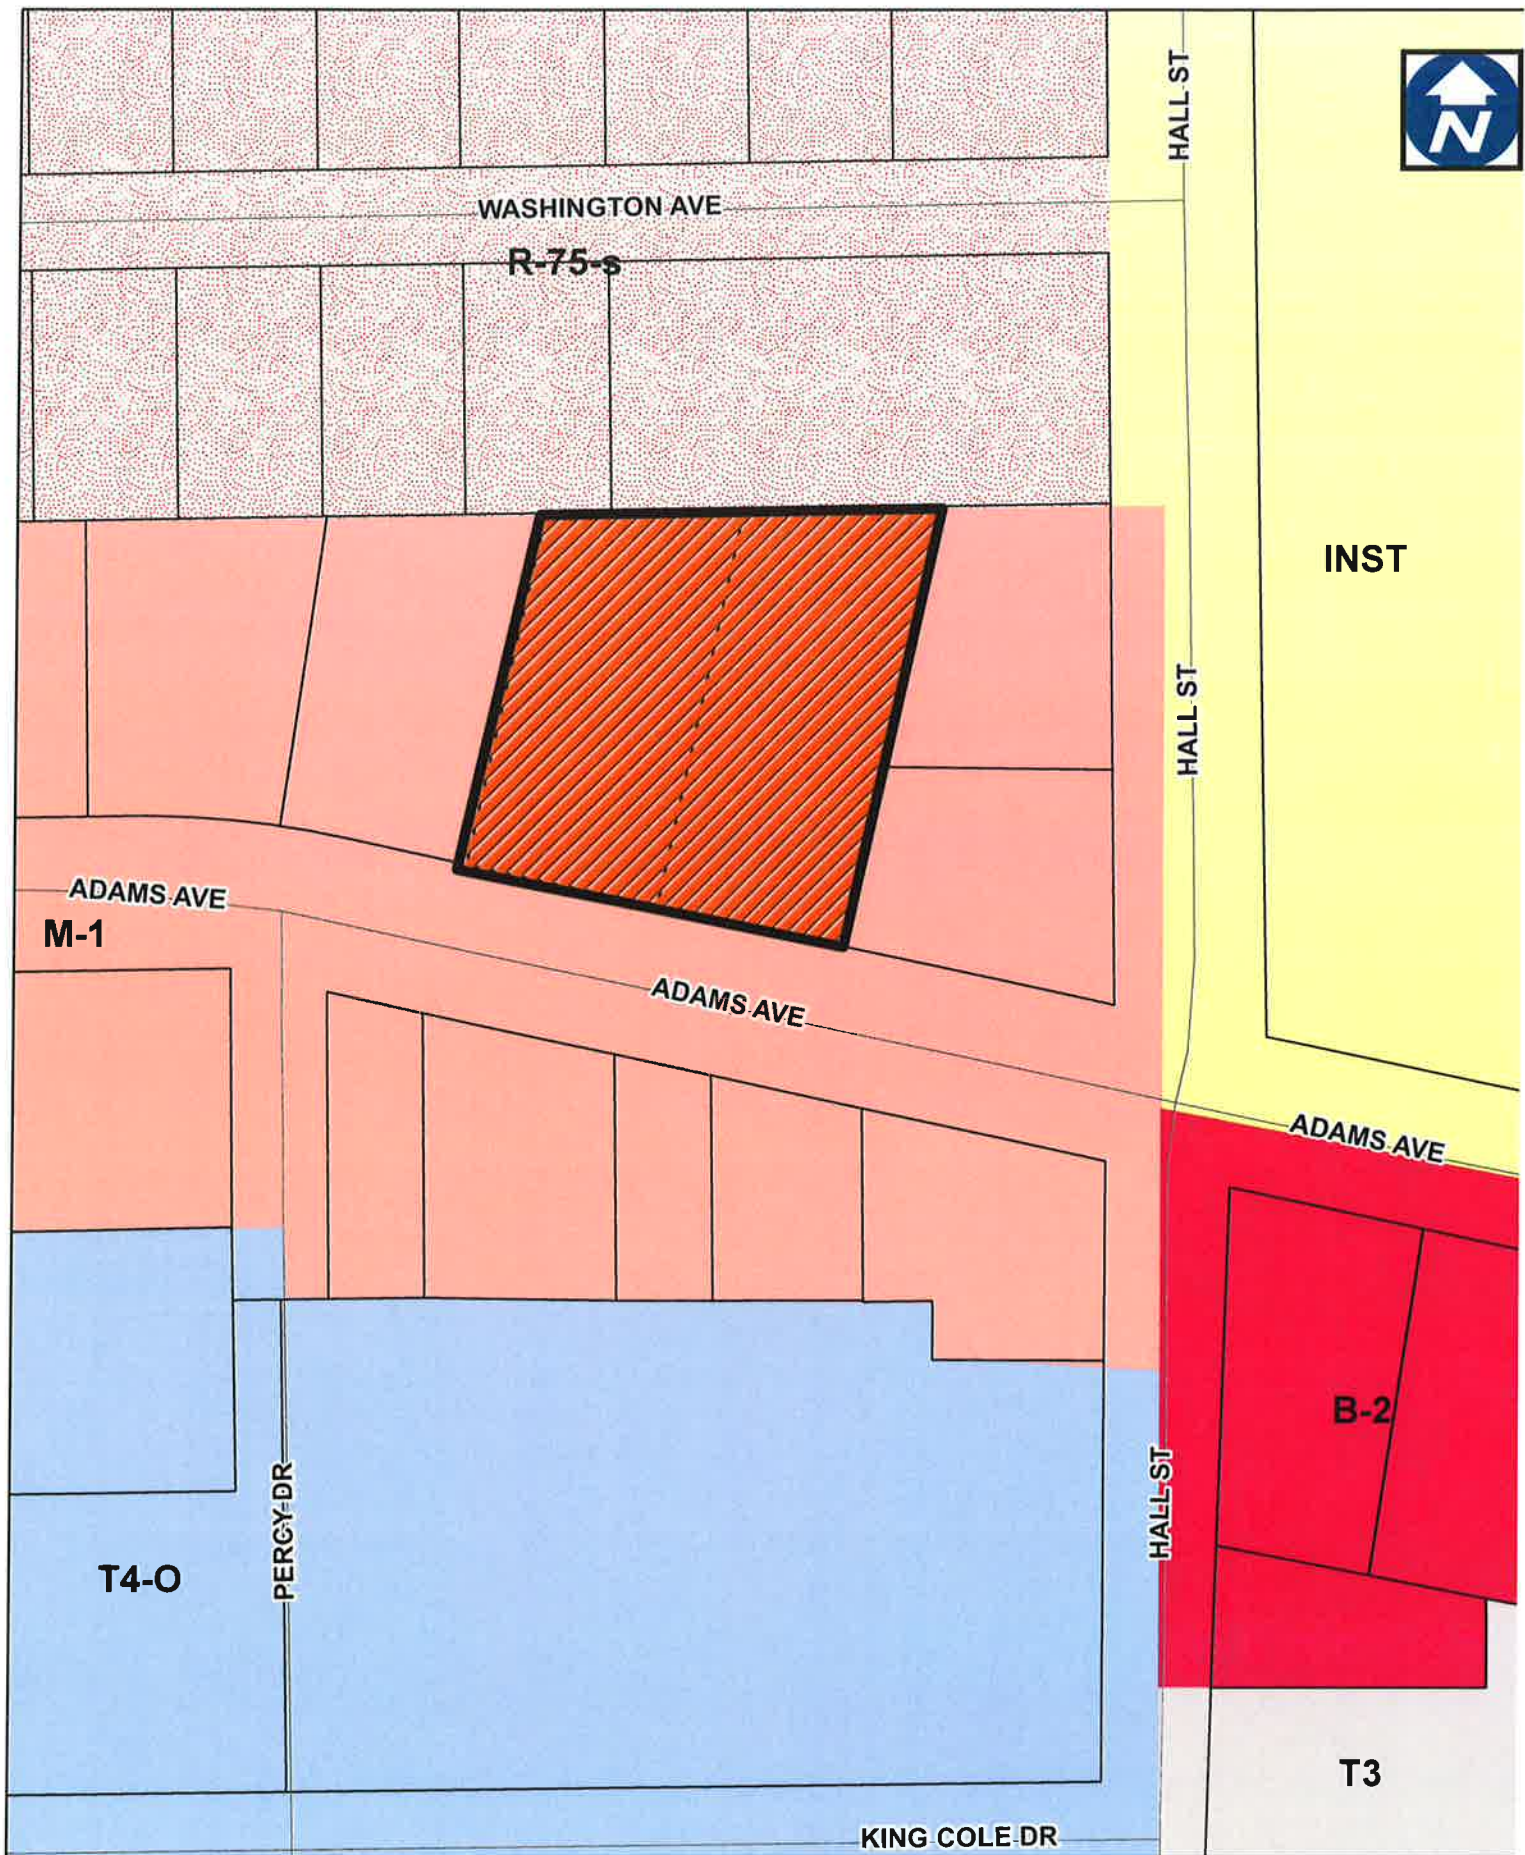 HALL ST
N
WASHINGTON AVE
R-75-s
INST
HALL ST
ADAMS AVE
M-1
ADAMS AVE
ADAMS AVE
B-2
HALL ST
PERCY DR
T4-O
T3
KING COLE DR